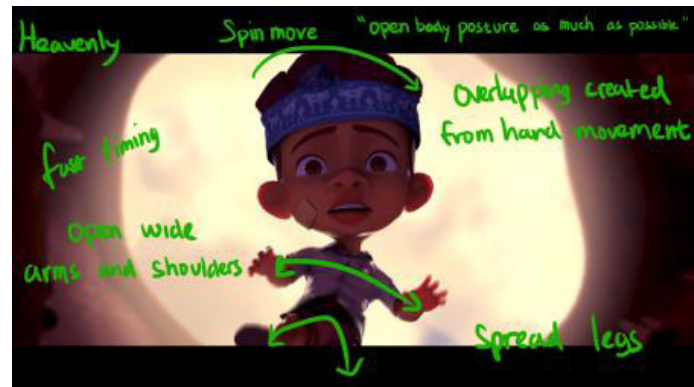 Heavenly
Spin move
"Open body posture as much as possible"
overlapping created
from hand movement
fast timing
open wide
arms and shoulders
Spread legs